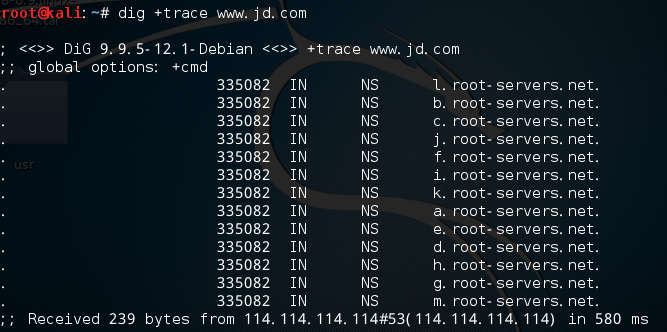 root@kali:~# dig +trace www.jd.com
; <<>> DiG 9.9.5-12.1-Debian <<>> +trace www.jd.com
;; global options: +cmd
. 335082 IN NS l.root-servers.net.
. 335082 IN NS b.root-servers.net.
. 335082 IN NS c.root-servers.net.
. 335082 IN NS j.root-servers.net.
. 335082 IN NS f.root-servers.net.
. 335082 IN NS i.root-servers.net.
. 335082 IN NS k.root-servers.net.
. 335082 IN NS a.root-servers.net.
. 335082 IN NS e.root-servers.net.
. 335082 IN NS d.root-servers.net.
. 335082 IN NS h.root-servers.net.
. 335082 IN NS g.root-servers.net.
. 335082 IN NS m.root-servers.net.
;; Received 239 bytes from 114.114.114.114#53(114.114.114.114) in 580 ms
usr